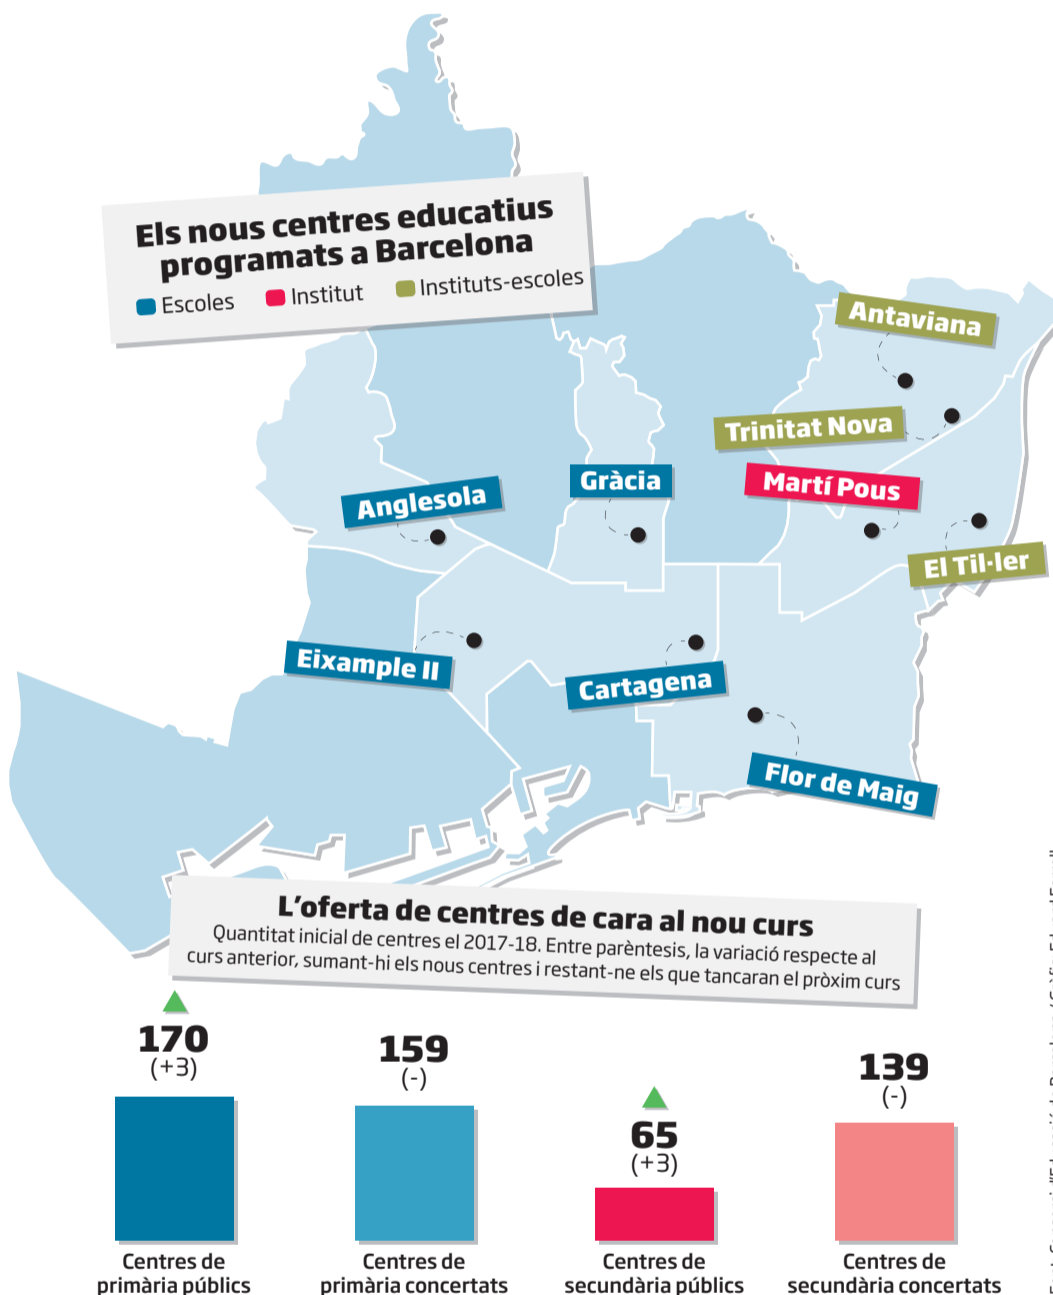 Els nous centres educatius
programats a Barcelona
Escoles
Institut
Instituts-escoles
Antaviana
Trinitat Nova
Martí Pous
Gràcia
Anglesola
El Til·ler
Eixample II
Cartagena
Flor de Maig
L'oferta de centres de cara al nou curs
Quantitat inicial de centres el 2017-18. Entre parèntesis, la variació respecte al
curs anterior, sumant-hi els nous centres i restant-ne els que tancaran el pròxim curs
170
(+3)
Centres de
primària públics
159
(-)
Centres de
primària concertats
65
(+3)
Centres de
secundària públics
139
(-)
Centres de
secundària concertats